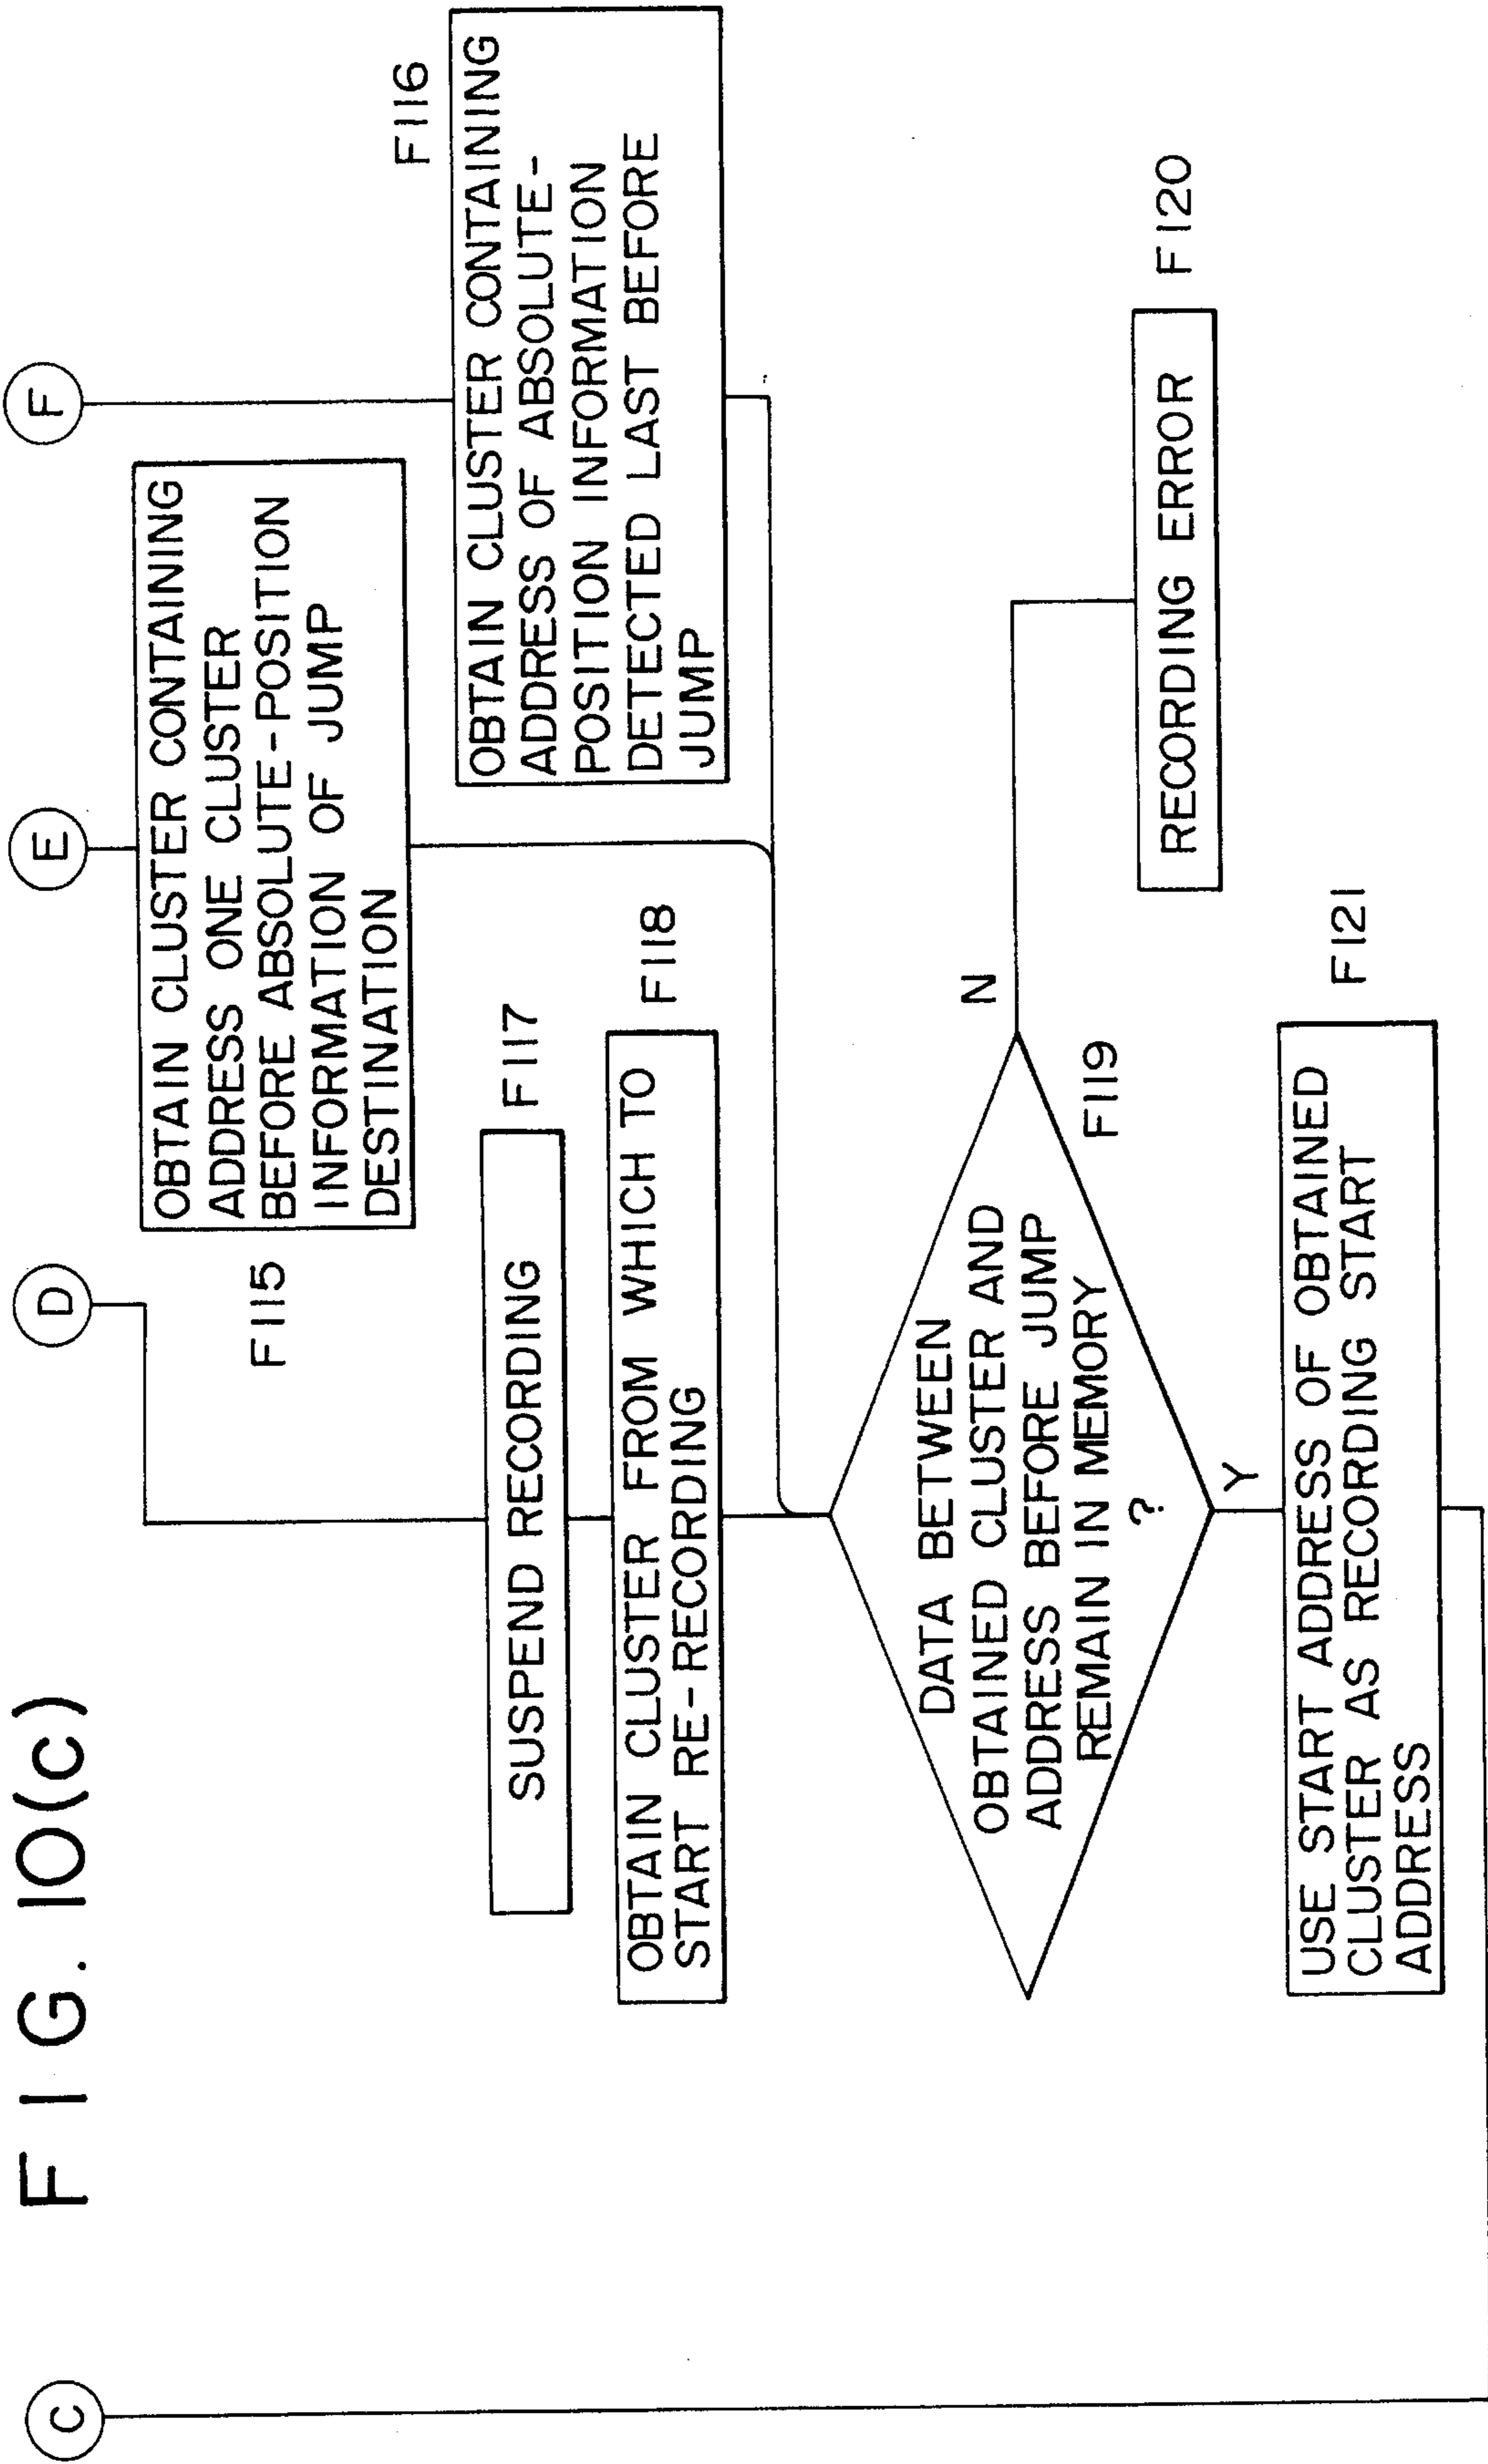 FIG. 10(c)
C
D
E
F
F115
OBTAIN CLUSTER CONTAINING
ADDRESS ONE CLUSTER
BEFORE ABSOLUTE-POSITION
INFORMATION OF JUMP
DESTINATION
F116
OBTAIN CLUSTER CONTAINING
ADDRESS OF ABSOLUTE-
POSITION INFORMATION
DETECTED LAST BEFORE
JUMP
SUSPEND RECORDING
F117
OBTAIN CLUSTER FROM WHICH TO
START RE-RECORDING
F118
DATA BETWEEN
OBTAINED CLUSTER AND
ADDRESS BEFORE JUMP
REMAIN IN MEMORY
?
F119
N
RECORDING ERROR
F120
Y
USE START ADDRESS OF OBTAINED
CLUSTER AS RECORDING START
ADDRESS
F121